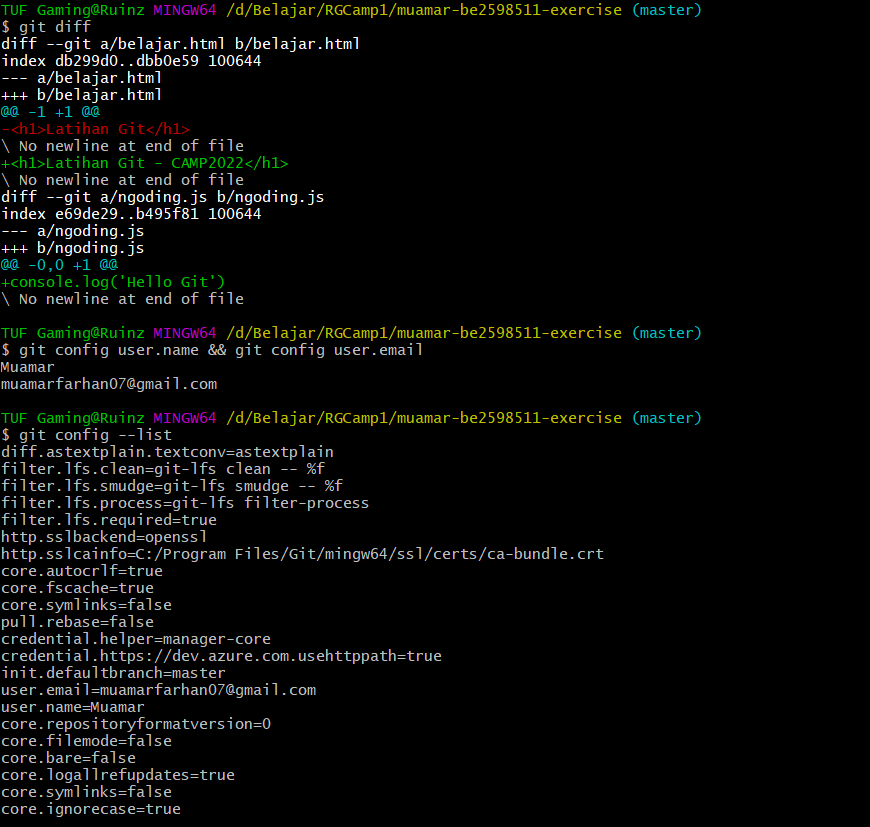 TUF Gaming@Ruinz MINGW64 /d/Belajar/RGCamp1/muamar-be2598511-exercise (master)
$ git diff
diff --git a/belajar.html b/belajar.html
index db299d0..dbb0e59 100644
--- a/belajar.html
+++ b/belajar.html
@@ -1 +1 @@
-<h1>Latihan Git</h1>
\ No newline at end of file
+<h1>Latihan Git - CAMP2022</h1>
\ No newline at end of file
diff --git a/ngoding.js b/ngoding.js
index e69de29..b495f81 100644
--- a/ngoding.js
+++ b/ngoding.js
@@ -0,0 +1 @@
+console.log('Hello Git')
\ No newline at end of file
TUF Gaming@Ruinz MINGW64 /d/Belajar/RGCamp1/muamar-be2598511-exercise (master)
$ git config user.name && git config user.email
Muamar
muamarfarhan07@gmail.com
TUF Gaming@Ruinz MINGW64 /d/Belajar/RGCamp1/muamar-be2598511-exercise (master)
$ git config --list
diff.astextplain.textconv=astextplain
filter.lfs.clean=git-lfs clean -- %f
filter.lfs.smudge=git-lfs smudge -- %f
filter.lfs.process=git-lfs filter-process
filter.lfs.required=true
http.sslbackend=openssl
http.sslcainfo=C:/Program Files/Git/mingw64/ssl/certs/ca-bundle.crt
core.autocrlf=true
core.fscache=true
core.symlinks=false
pull.rebase=false
credential.helper=manager-core
credential.https://dev.azure.com.usehttppath=true
init.defaultbranch=master
user.email=muamarfarhan07@gmail.com
user.name=Muamar
core.repositoryformatversion=0
core.filemode=false
core.bare=false
core.logallrefupdates=true
core.symlinks=false
core.ignorecase=true